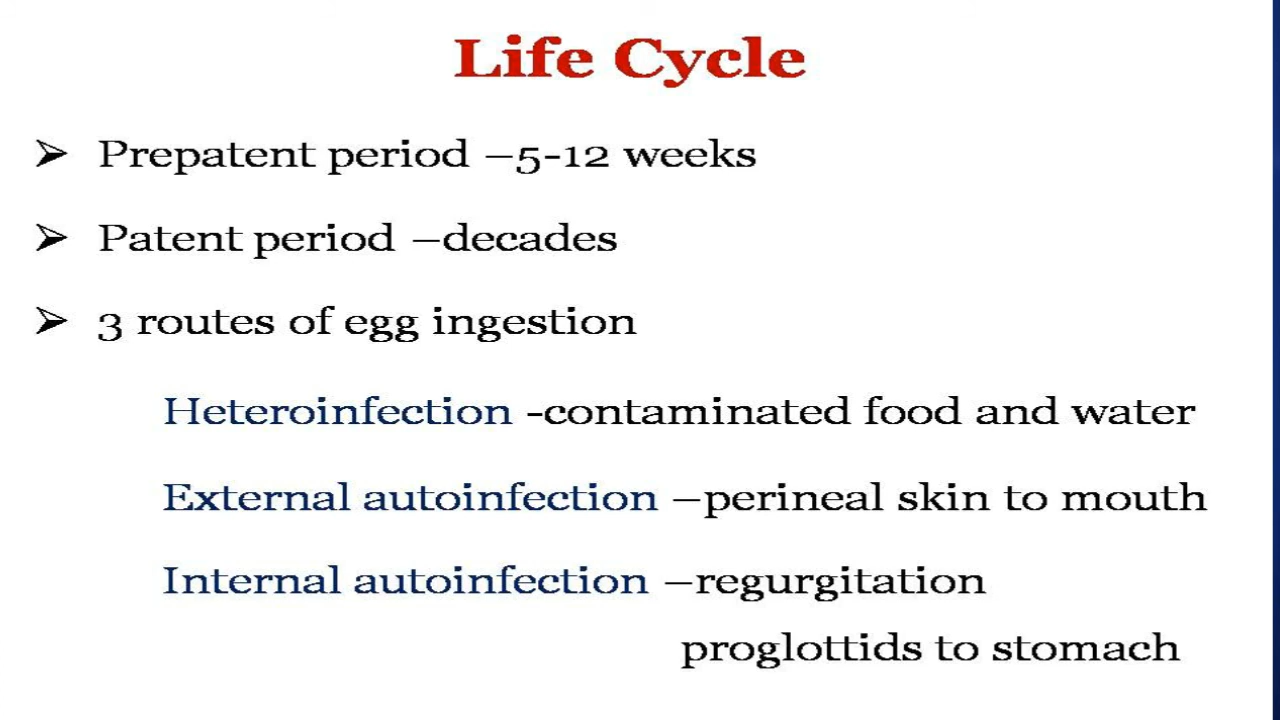 Life Cycle
➢ Prepatent period –5-12 weeks
➢ Patent period –decades
➢ 3 routes of egg ingestion
Heteroinfection -contaminated food and water
External autoinfection –perineal skin to mouth
Internal autoinfection –regurgitation
proglottids to stomach